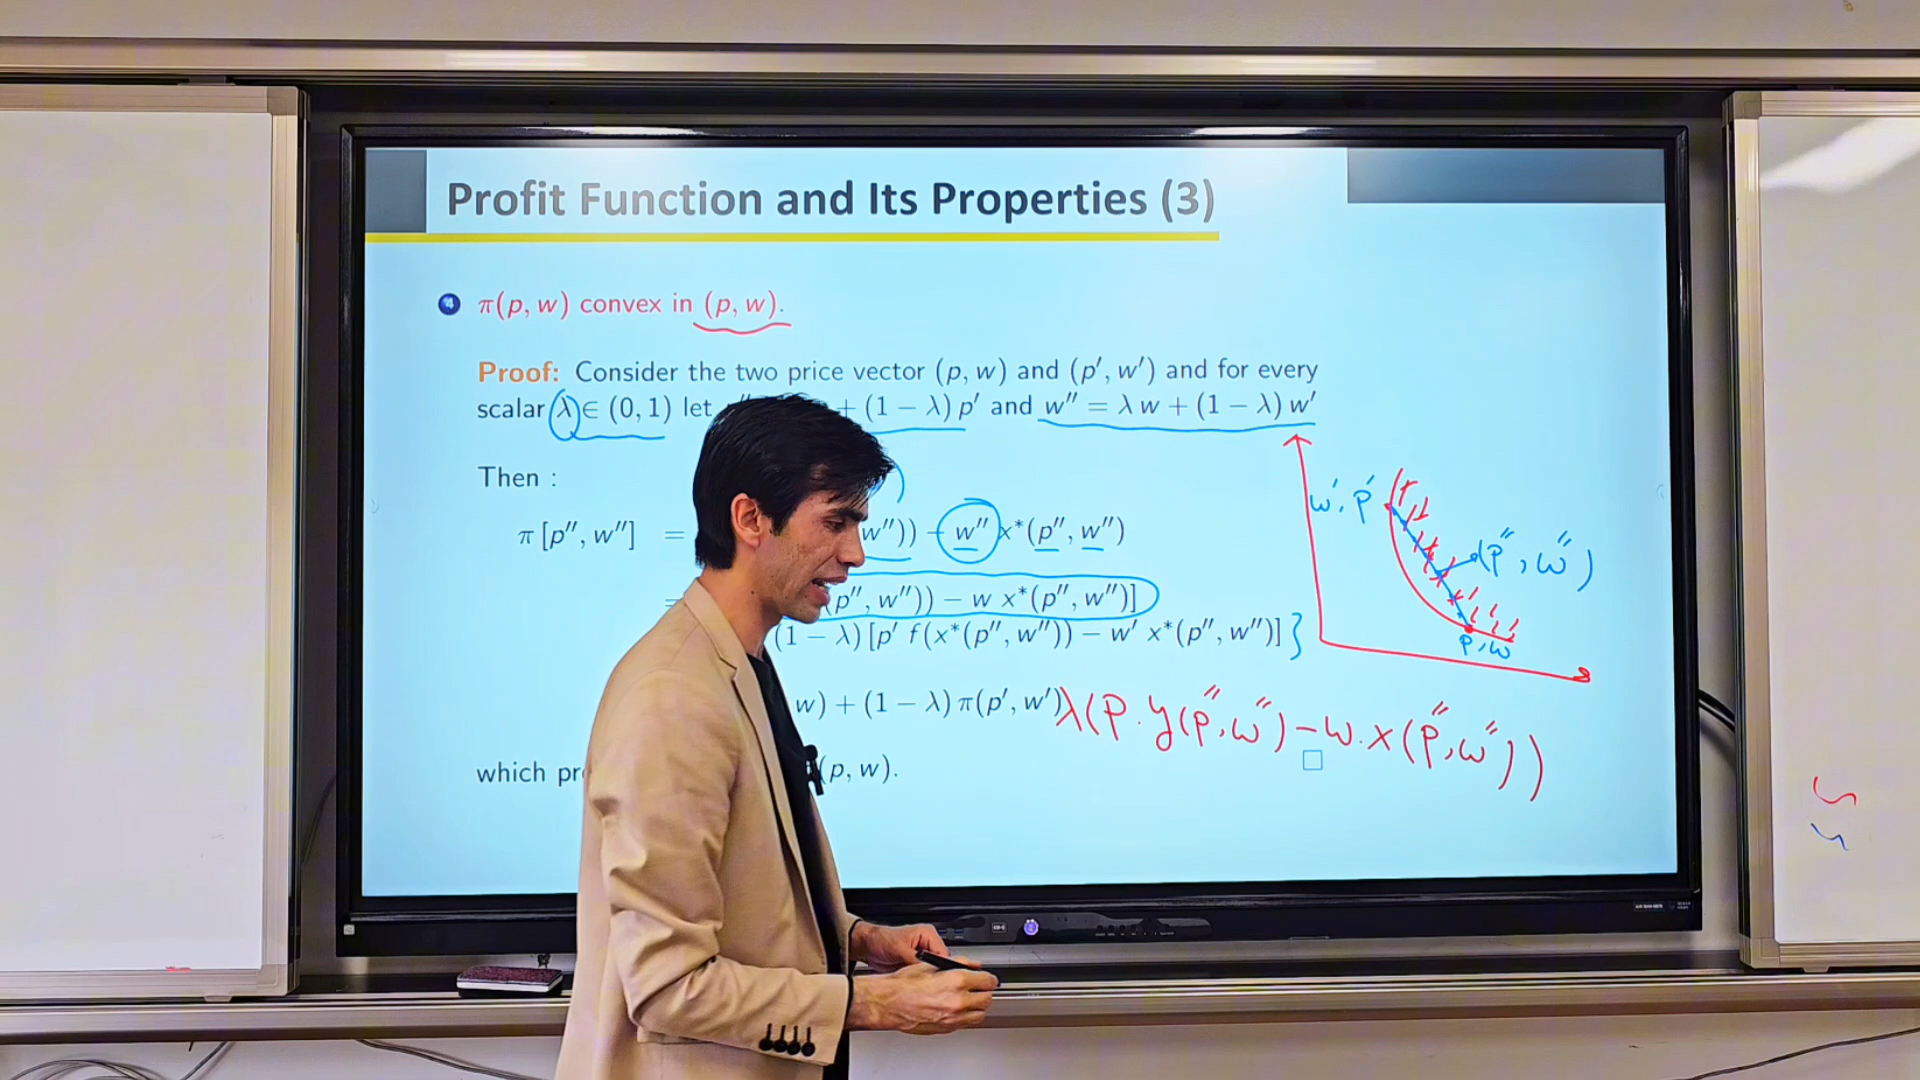 Profit Function and Its Properties (3)
4 π(p, w) convex in (p, w).
Proof: Consider the two price vector (p, w) and (p′, w′) and for every
scalar λ ∈ (0, 1) let + (1 − λ) p′ and w″ = λ w + (1 − λ) w′
Then :
π [p″, w″] = w″)) − w″ x*(p″, w″)
= p″, w″)) − w x*(p″, w″)]
(1 − λ) [p′ f(x*(p″, w″)) − w′ x*(p″, w″)] }
w) + (1 − λ) π(p′, w′)
λ(p. y(p″, w″) − w. x(p″, w″))
which pr (p, w).
w′, p′
(p″, w″)
p, w